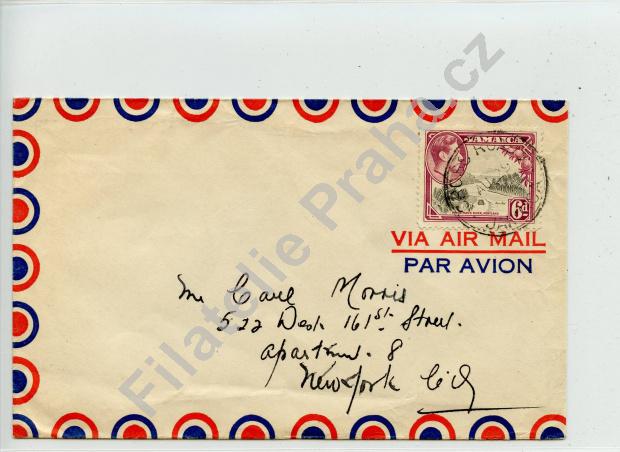 JAMAICA
6d
VIA AIR MAIL
PAR AVION
Mr Carl Morris
522 West 161st Street.
Apartment. 8
New York City
Filatelie Praha.cz